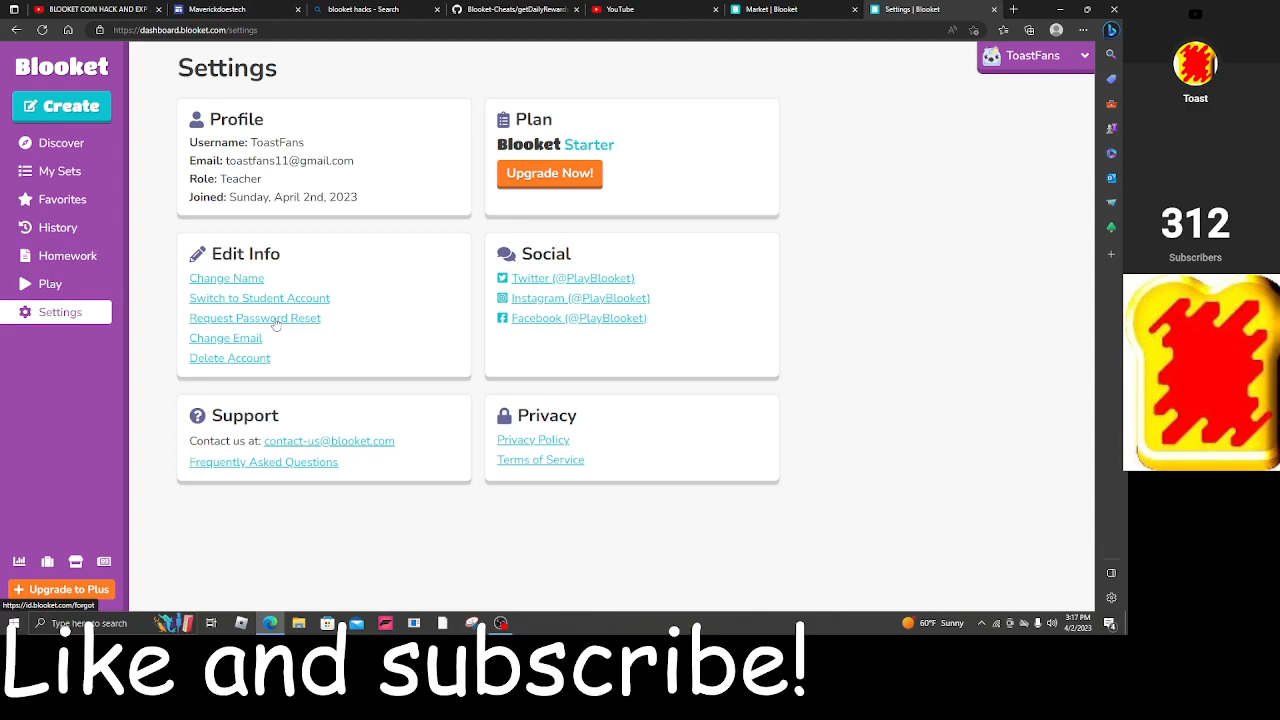 BLOOKET COIN HACK AND EXP
Maverickdoestech
blooket hacks - Search
Blooket-Cheats/getDailyRewards
YouTube
Market | Blooket
Settings | Blooket
https://dashboard.blooket.com/settings
Blooket
Create
Discover
My Sets
Favorites
History
Homework
Play
Settings
Upgrade to Plus
https://id.blooket.com/forgot
Settings
ToastFans
Profile
Username: ToastFans
Email: toastfans11@gmail.com
Role: Teacher
Joined: Sunday, April 2nd, 2023
Plan
Blooket Starter
Upgrade Now!
Edit Info
Change Name
Switch to Student Account
Request Password Reset
Change Email
Delete Account
Social
Twitter (@PlayBlooket)
Instagram (@PlayBlooket)
Facebook (@PlayBlooket)
Support
Contact us at: contact-us@blooket.com
Frequently Asked Questions
Privacy
Privacy Policy
Terms of Service
Toast
312
Subscribers
Type here to search
60°F Sunny
3:17 PM
4/2/2023
Like and subscribe!